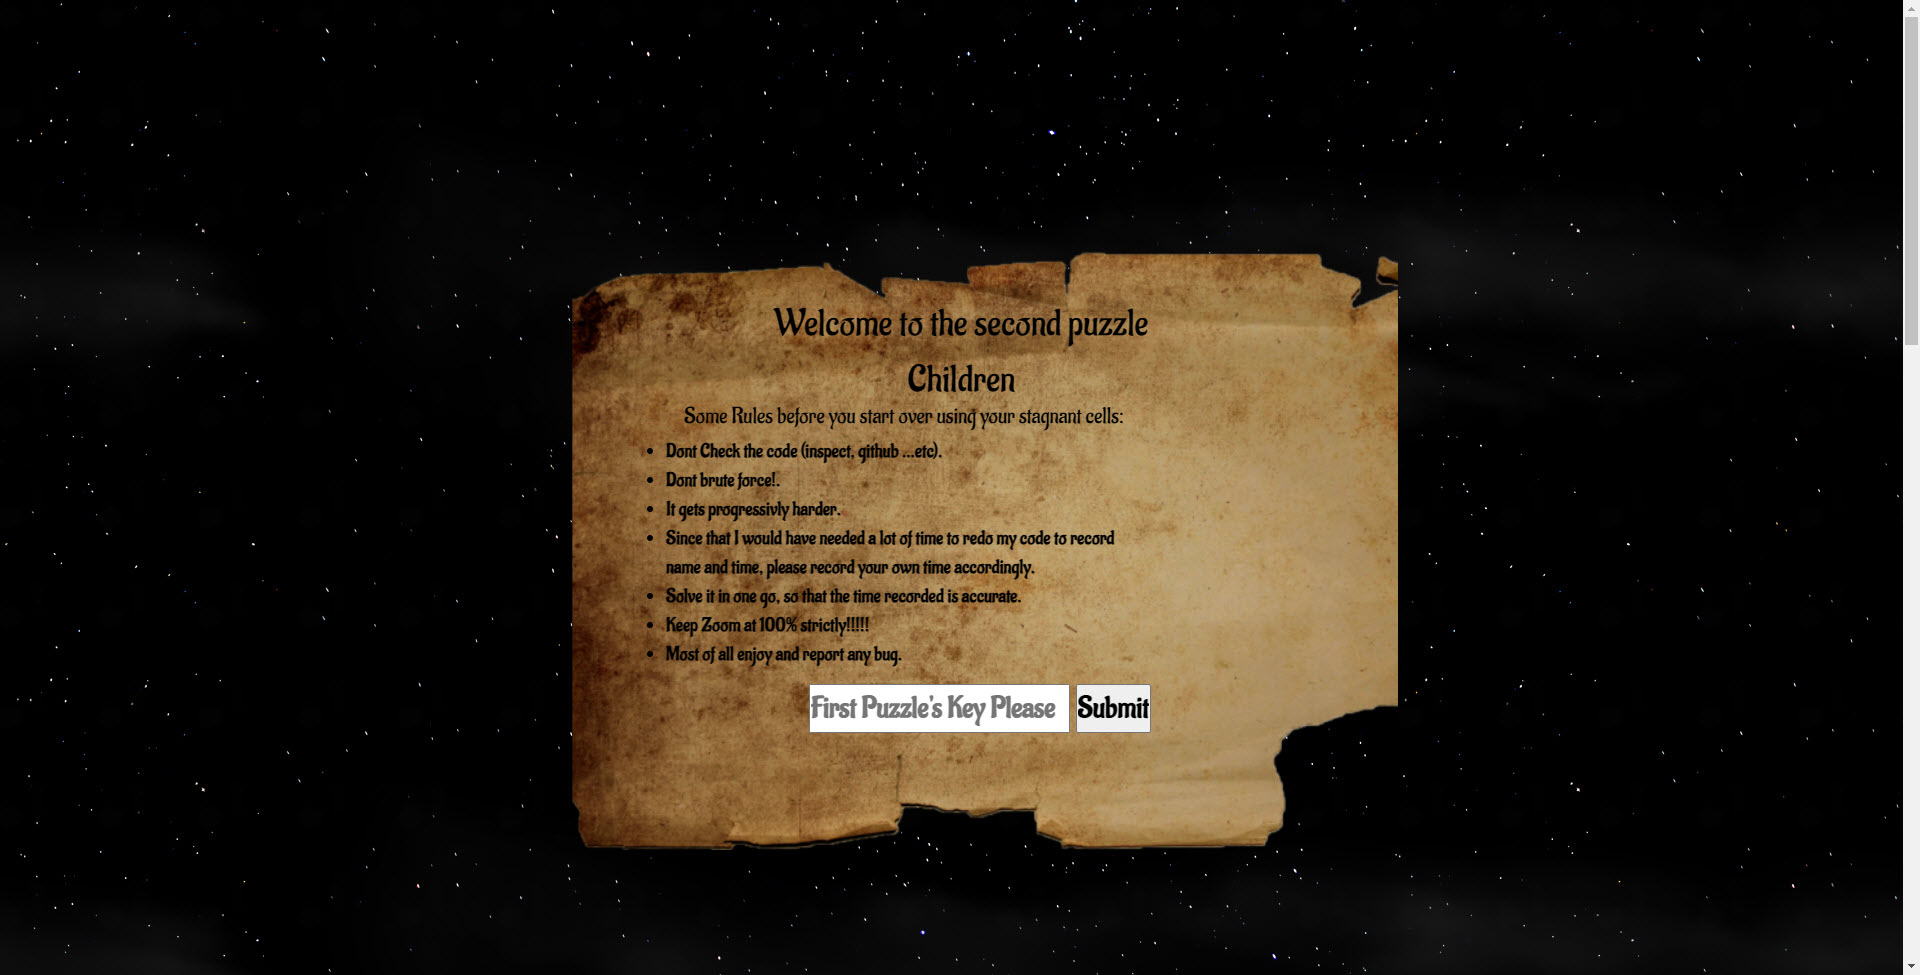 Welcome to the second puzzle
Children
Some Rules before you start over using your stagnant cells:
• Dont Check the code (inspect, github ...etc).
• Dont brute force!.
• It gets progressivly harder.
• Since that I would have needed a lot of time to redo my code to record
name and time, please record your own time accordingly.
• Solve it in one go, so that the time recorded is accurate.
• Keep Zoom at 100% strictly!!!!!
• Most of all enjoy and report any bug.
First Puzzle's Key Please Submit